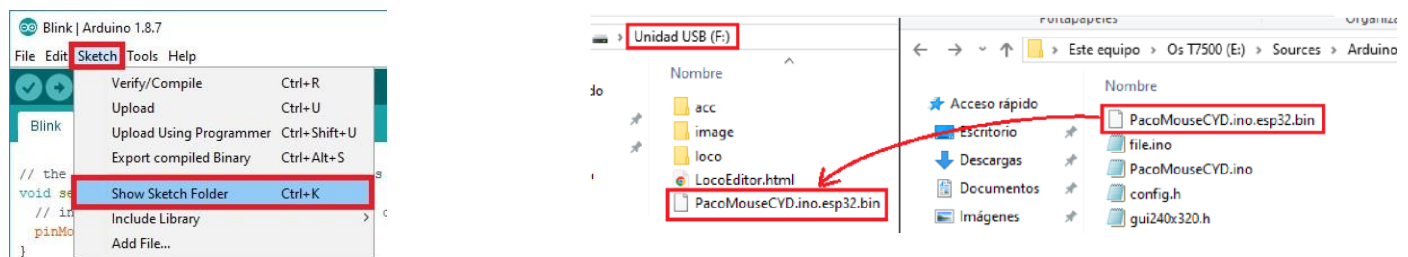 Blink | Arduino 1.8.7
File Edit Sketch Tools Help
Verify/Compile Ctrl+R
Upload Ctrl+U
Blink
Upload Using Programmer Ctrl+Shift+U
Export compiled Binary Ctrl+Alt+S
// the
Show Sketch Folder Ctrl+K
void se
// in
Include Library
pinMo
Add File...
}
Unidad USB (F:)
Nombre
acc
image
loco
LocoEditor.html
PacoMouseCYD.ino.esp32.bin
Portapapeles
Este equipo > Os T7500 (E:) > Sources > Arduino
Nombre
Acceso rápido
PacoMouseCYD.ino.esp32.bin
Escritorio
file.ino
Descargas
PacoMouseCYD.ino
Documentos
config.h
Imágenes
gui240x320.h